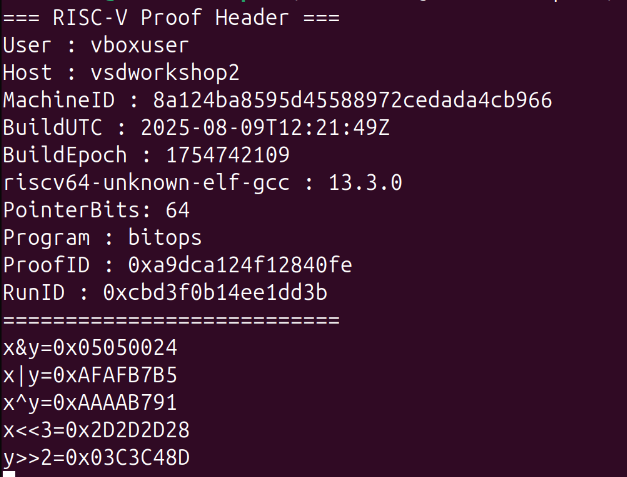 === RISC-V Proof Header ===
User : vboxuser
Host : vsdworkshop2
MachineID : 8a124ba8595d45588972cedada4cb966
BuildUTC : 2025-08-09T12:21:49Z
BuildEpoch : 1754742109
riscv64-unknown-elf-gcc : 13.3.0
PointerBits: 64
Program : bitops
ProofID : 0xa9dca124f12840fe
RunID : 0xcbd3f0b14ee1dd3b
===========================
x&y=0x05050024
x|y=0xAFAFB7B5
x^y=0xAAAAB791
x<<3=0x2D2D2D28
y>>2=0x03C3C48D